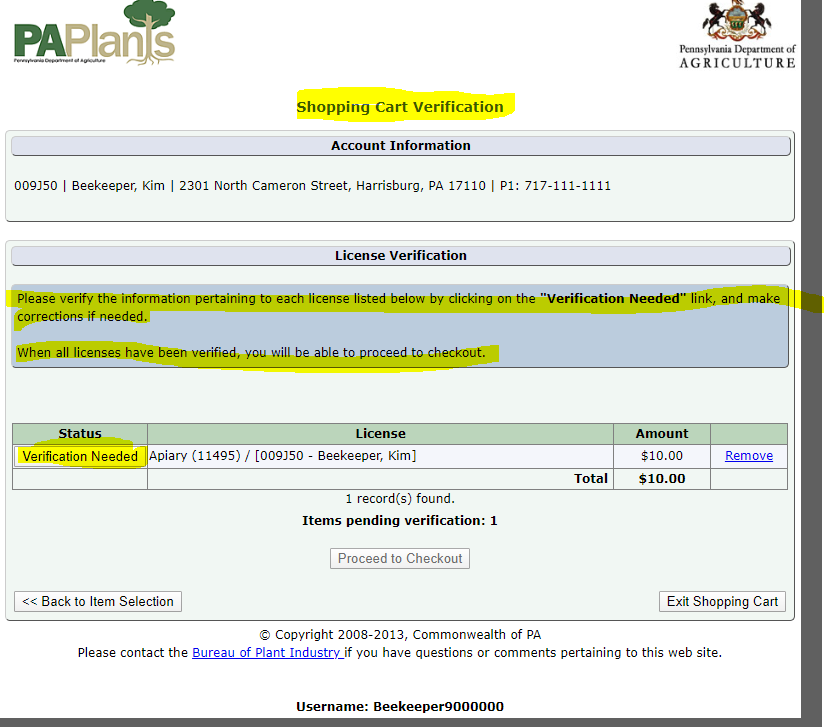 PAPlants
Pennsylvania Department of Agriculture
Pennsylvania Department of
AGRICULTURE
Shopping Cart Verification
Account Information
009J50 | Beekeeper, Kim | 2301 North Cameron Street, Harrisburg, PA 17110 | P1: 717-111-1111
License Verification
Please verify the information pertaining to each license listed below by clicking on the "Verification Needed" link, and make
corrections if needed.
When all licenses have been verified, you will be able to proceed to checkout.
Status License Amount
Verification Needed Apiary (11495) / [009J50 - Beekeeper, Kim] $10.00 Remove
Total $10.00
1 record(s) found.
Items pending verification: 1
Proceed to Checkout
<< Back to Item Selection Exit Shopping Cart
© Copyright 2008-2013, Commonwealth of PA
Please contact the Bureau of Plant Industry if you have questions or comments pertaining to this web site.
Username: Beekeeper9000000